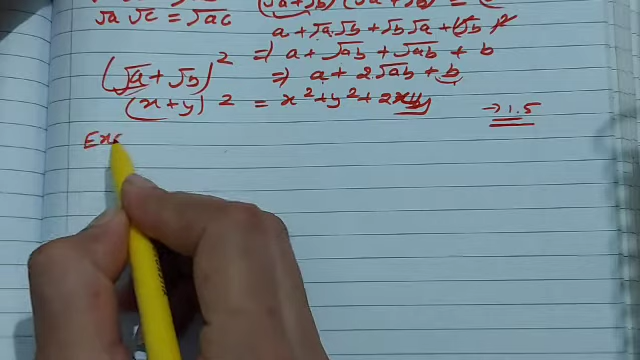 √a √c = √ac
(√a+√b) (√a+√b) =
a + √a.√b + √b√a + (√b)²
(√a + √b)² ⇒ a + √ab + √ab + b
⇒ a + 2√ab + b
(x+y)² = x²+y²+2xy
→ 1.5
Exe